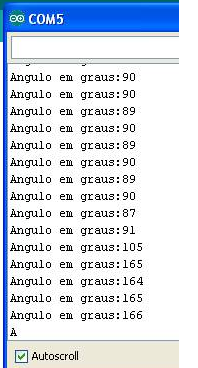 COM5
Angulo em graus:90
Angulo em graus:90
Angulo em graus:89
Angulo em graus:90
Angulo em graus:89
Angulo em graus:90
Angulo em graus:89
Angulo em graus:90
Angulo em graus:87
Angulo em graus:91
Angulo em graus:105
Angulo em graus:165
Angulo em graus:164
Angulo em graus:165
Angulo em graus:166
A
Autoscroll